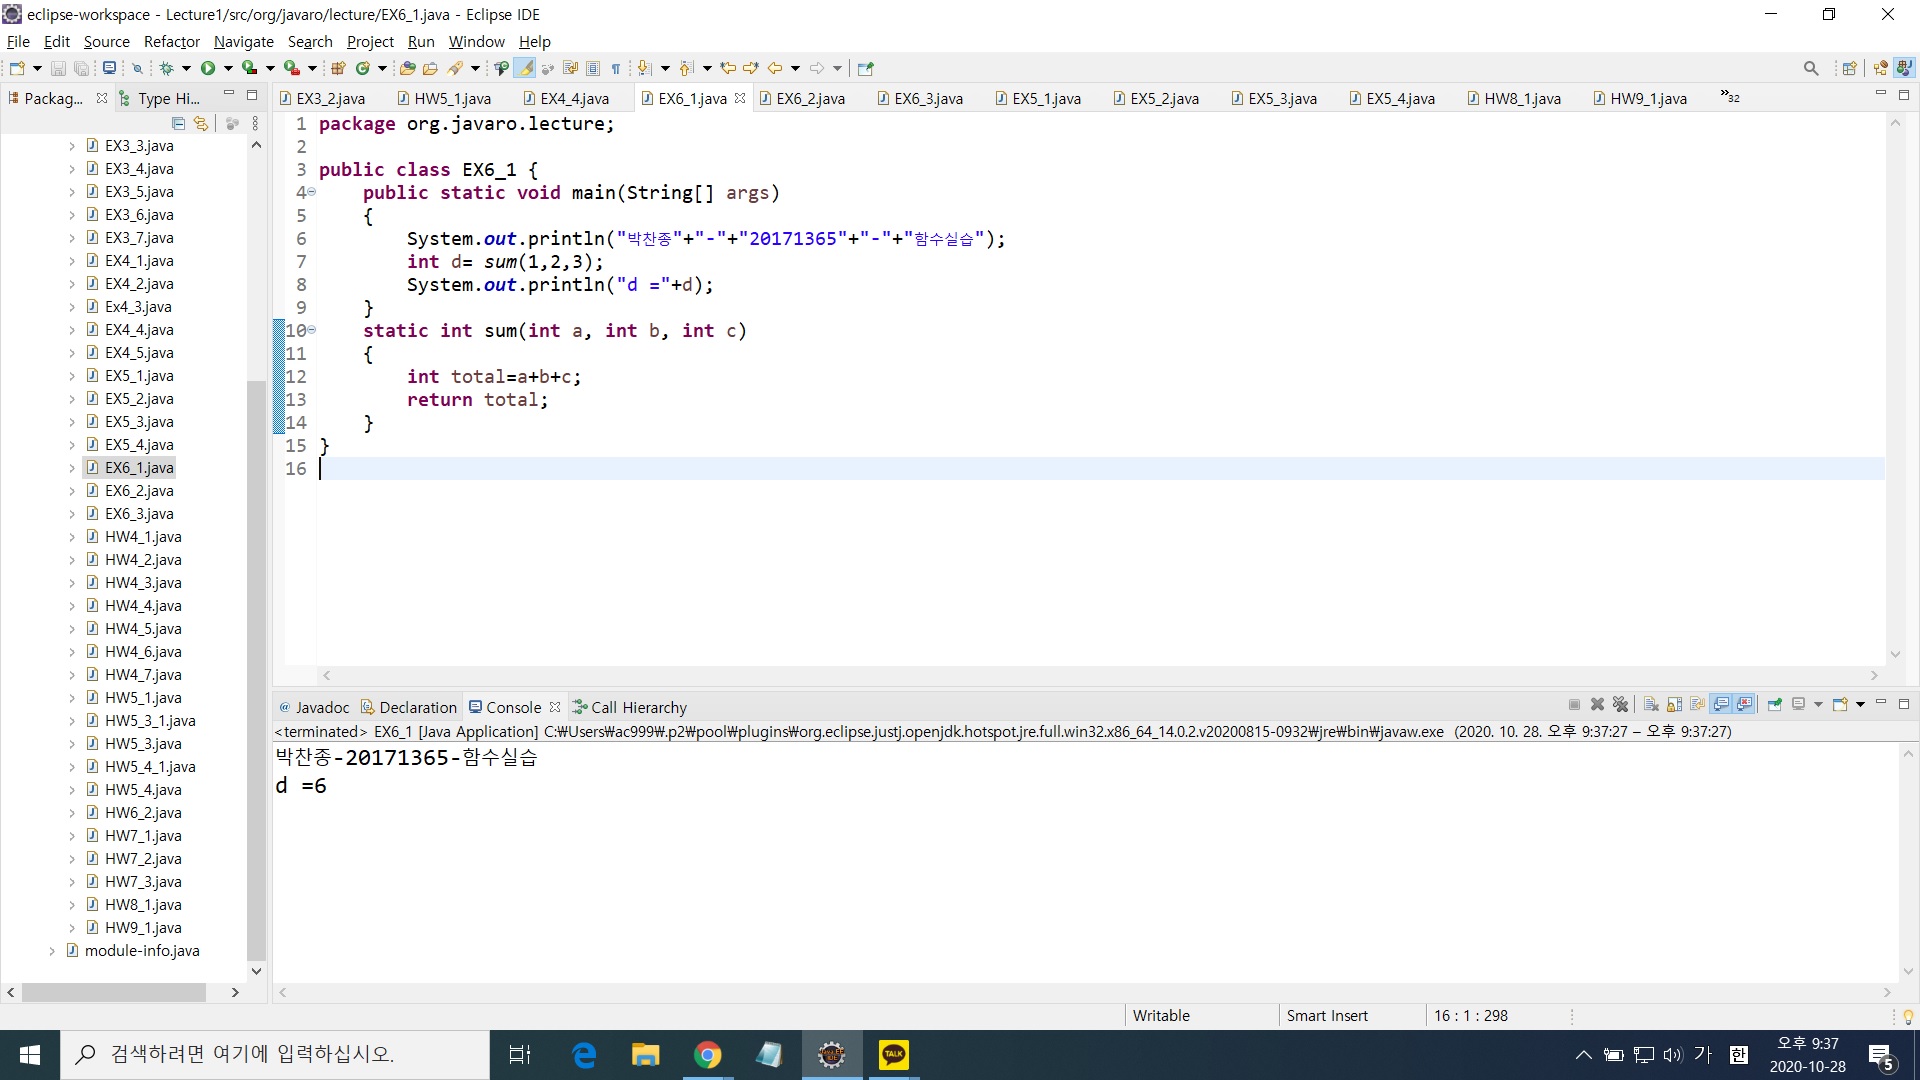 eclipse-workspace - Lecture1/src/org/javaro/lecture/EX6_1.java - Eclipse IDE
File Edit Source Refactor Navigate Search Project Run Window Help
Packag... Type Hi...
EX3_2.java HW5_1.java EX4_4.java EX6_1.java EX6_2.java EX6_3.java EX5_1.java EX5_2.java EX5_3.java EX5_4.java HW8_1.java HW9_1.java »32
EX3_3.java
EX3_4.java
EX3_5.java
EX3_6.java
EX3_7.java
EX4_1.java
EX4_2.java
Ex4_3.java
EX4_4.java
EX4_5.java
EX5_1.java
EX5_2.java
EX5_3.java
EX5_4.java
EX6_1.java
EX6_2.java
EX6_3.java
HW4_1.java
HW4_2.java
HW4_3.java
HW4_4.java
HW4_5.java
HW4_6.java
HW4_7.java
HW5_1.java
HW5_3_1.java
HW5_3.java
HW5_4_1.java
HW5_4.java
HW6_2.java
HW7_1.java
HW7_2.java
HW7_3.java
HW8_1.java
HW9_1.java
module-info.java
1 package org.javaro.lecture;
2
3 public class EX6_1 {
4 public static void main(String[] args)
5 {
6 System.out.println("박찬종"+"-"+"20171365"+"-"+"함수실습");
7 int d= sum(1,2,3);
8 System.out.println("d ="+d);
9 }
10 static int sum(int a, int b, int c)
11 {
12 int total=a+b+c;
13 return total;
14 }
15 }
16
@ Javadoc Declaration Console Call Hierarchy
<terminated> EX6_1 [Java Application] C:₩Users₩ac999₩.p2₩pool₩plugins₩org.eclipse.justj.openjdk.hotspot.jre.full.win32.x86_64_14.0.2.v20200815-0932₩jre₩bin₩javaw.exe (2020. 10. 28. 오후 9:37:27 – 오후 9:37:27)
박찬종-20171365-함수실습
d =6
Writable Smart Insert 16 : 1 : 298
검색하려면 여기에 입력하십시오.
TALK
가 한
오후 9:37
2020-10-28
5